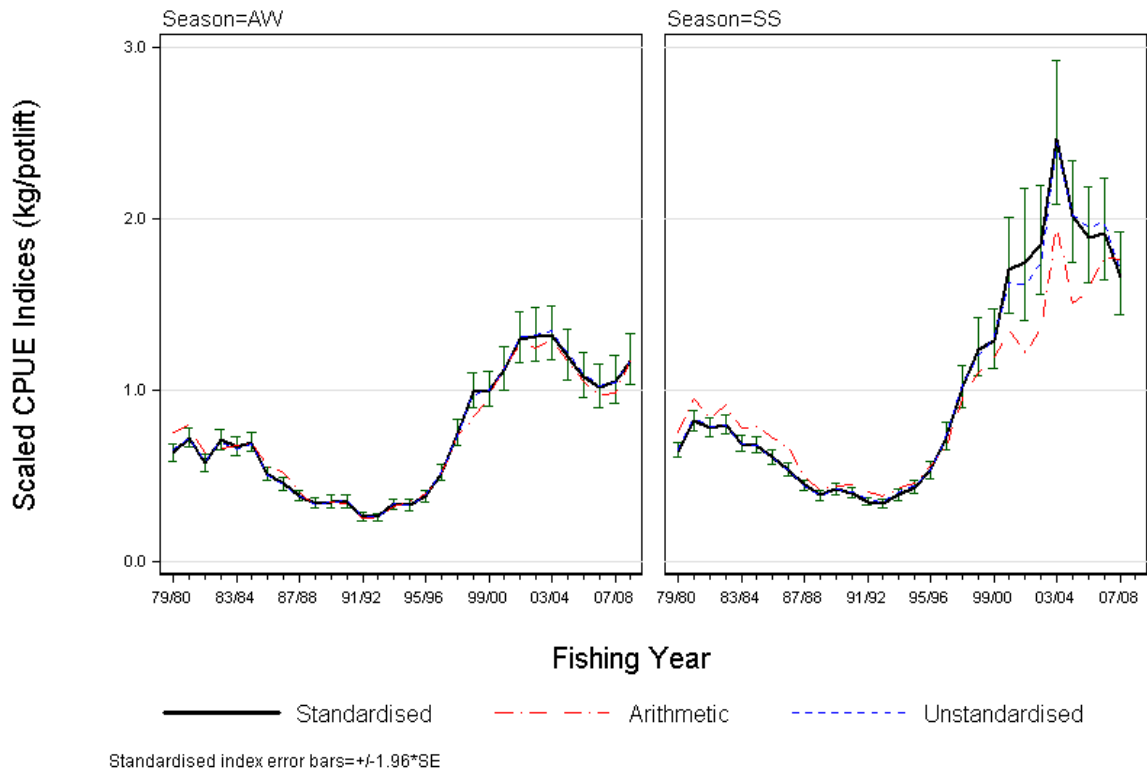 Season=AW
Season=SS
Scaled CPUE Indices (kg/potlift)
3.0
2.0
1.0
0.0
79/80 83/84 87/88 91/92 95/96 99/00 03/04 07/08
79/80 83/84 87/88 91/92 95/96 99/00 03/04 07/08
Fishing Year
Standardised Arithmetic Unstandardised
Standardised index error bars=+/-1.96*SE